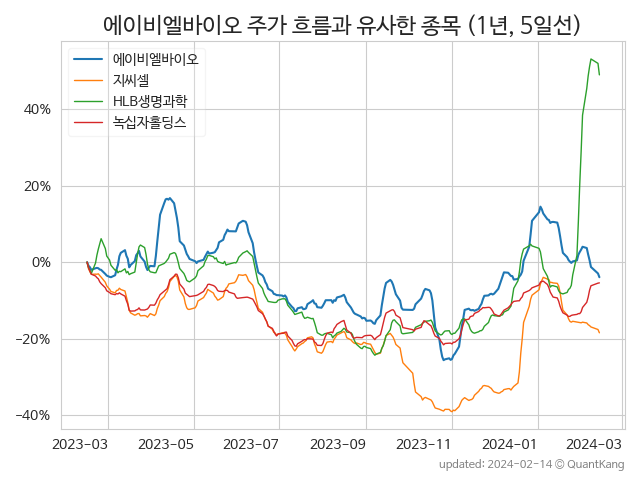 에이비엘바이오 주가 흐름과 유사한 종목 (1년, 5일선)
에이비엘바이오
지씨셀
HLB생명과학
녹십자홀딩스
40%
20%
0%
−20%
−40%
2023-03 2023-05 2023-07 2023-09 2023-11 2024-01 2024-03
updated: 2024-02-14 © QuantKang